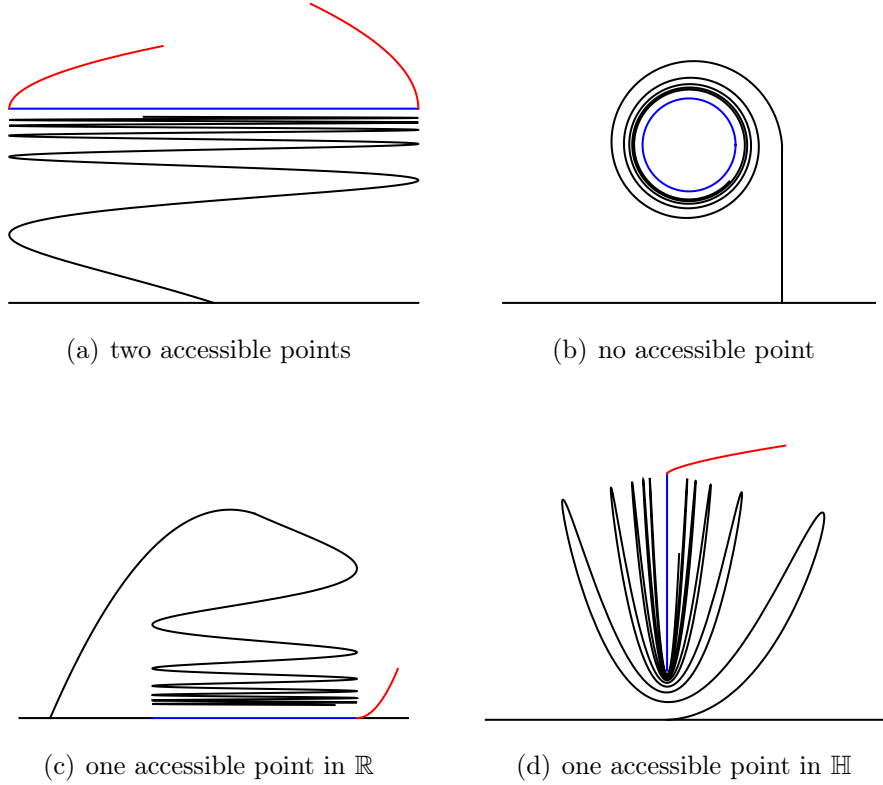 (a) two accessible points
(b) no accessible point
(c) one accessible point in ℝ
(d) one accessible point in ℍ